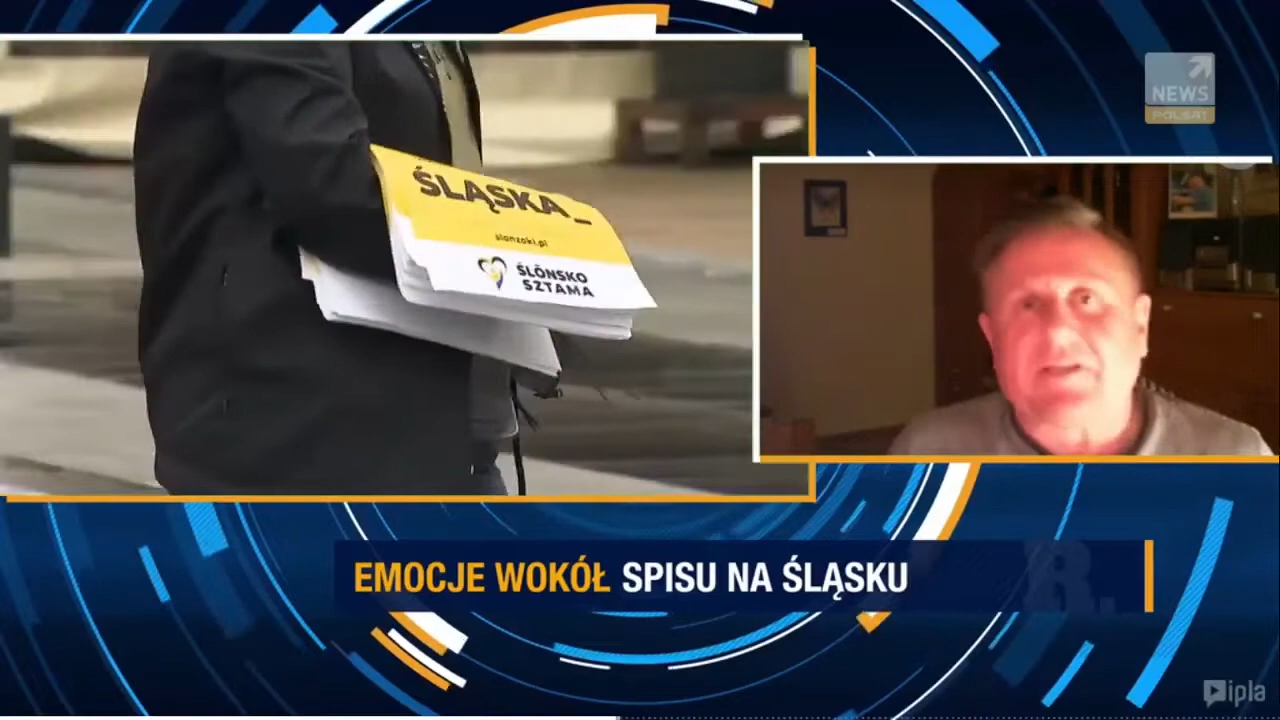 NEWS
POLSAT
ŚLĄSKA_
slonzoki.pl
ŚLŌNSKO
SZTAMA
EMOCJE WOKÓŁ SPISU NA ŚLĄSKU
R.
ipla